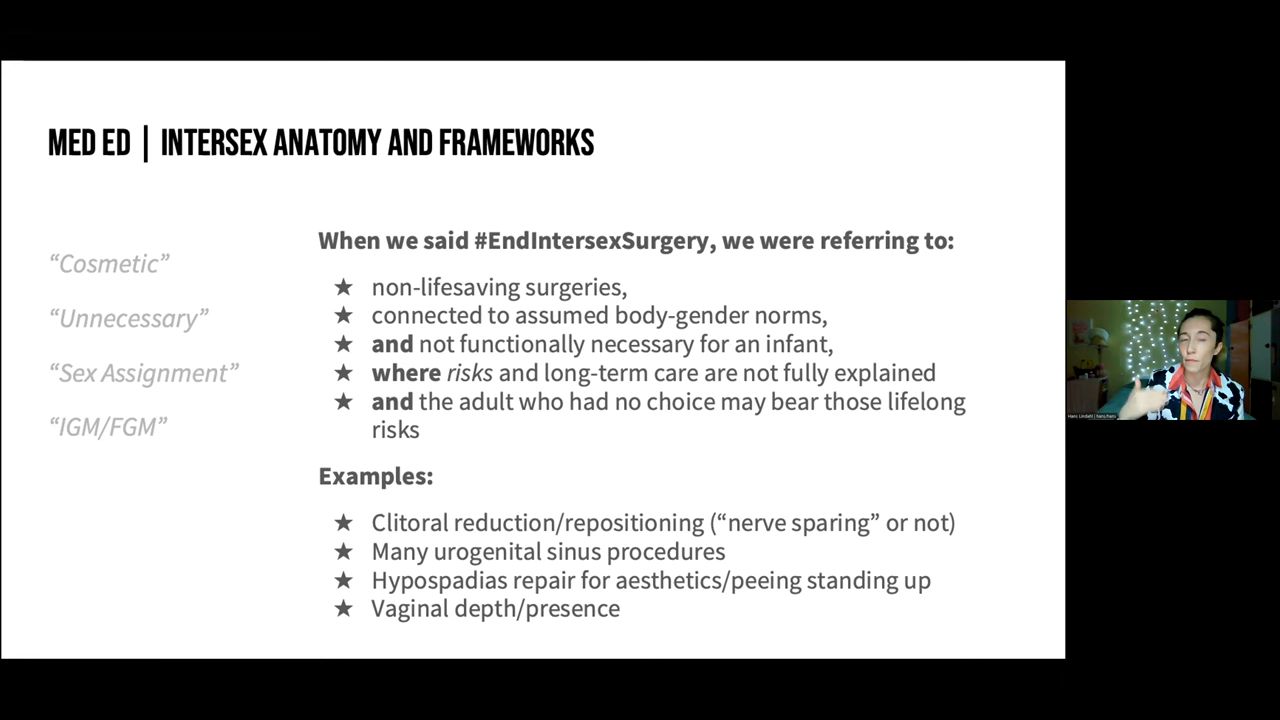 MED ED | INTERSEX ANATOMY AND FRAMEWORKS
“Cosmetic”
“Unnecessary”
“Sex Assignment”
“IGM/FGM”
When we said #EndIntersexSurgery, we were referring to:
★ non-lifesaving surgeries,
★ connected to assumed body-gender norms,
★ and not functionally necessary for an infant,
★ where risks and long-term care are not fully explained
★ and the adult who had no choice may bear those lifelong
risks
Examples:
★ Clitoral reduction/repositioning (“nerve sparing” or not)
★ Many urogenital sinus procedures
★ Hypospadias repair for aesthetics/peeing standing up
★ Vaginal depth/presence
Hans Lindahl